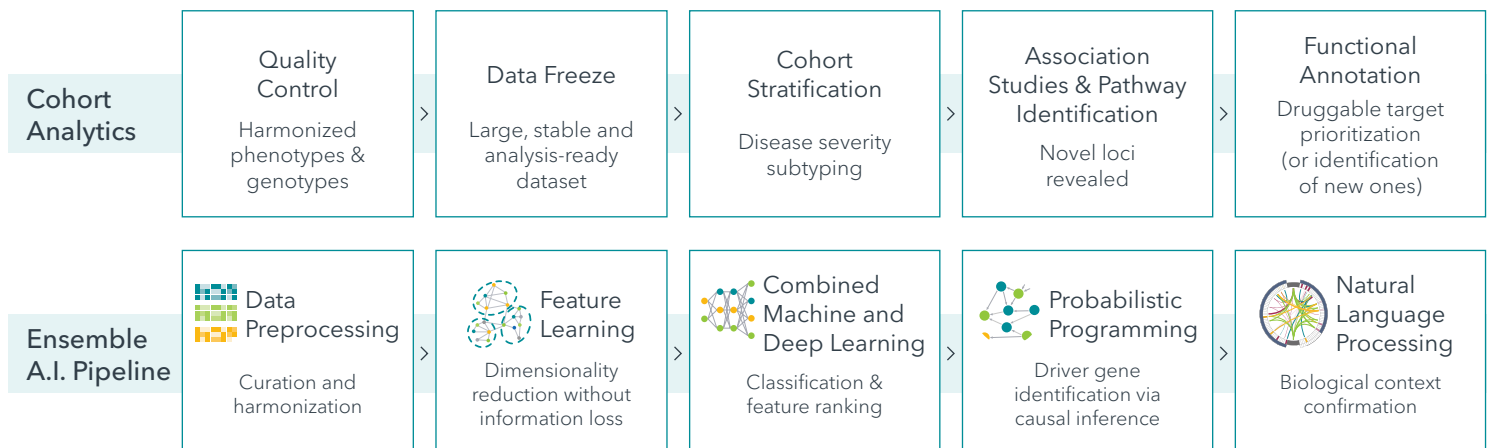 Cohort
Analytics
Quality
Control
Harmonized
phenotypes &
genotypes
Data Freeze
Large, stable and
analysis-ready
dataset
Cohort
Stratification
Disease severity
subtyping
Association
Studies & Pathway
Identification
Novel loci
revealed
Functional
Annotation
Druggable target
prioritization
(or identification
of new ones)
Ensemble
A.I. Pipeline
Data
Preprocessing
Curation and
harmonization
Feature
Learning
Dimensionality
reduction without
information loss
Combined
Machine and
Deep Learning
Classification &
feature ranking
Probabilistic
Programming
Driver gene
identification via
causal inference
Natural
Language
Processing
Biological context
confirmation